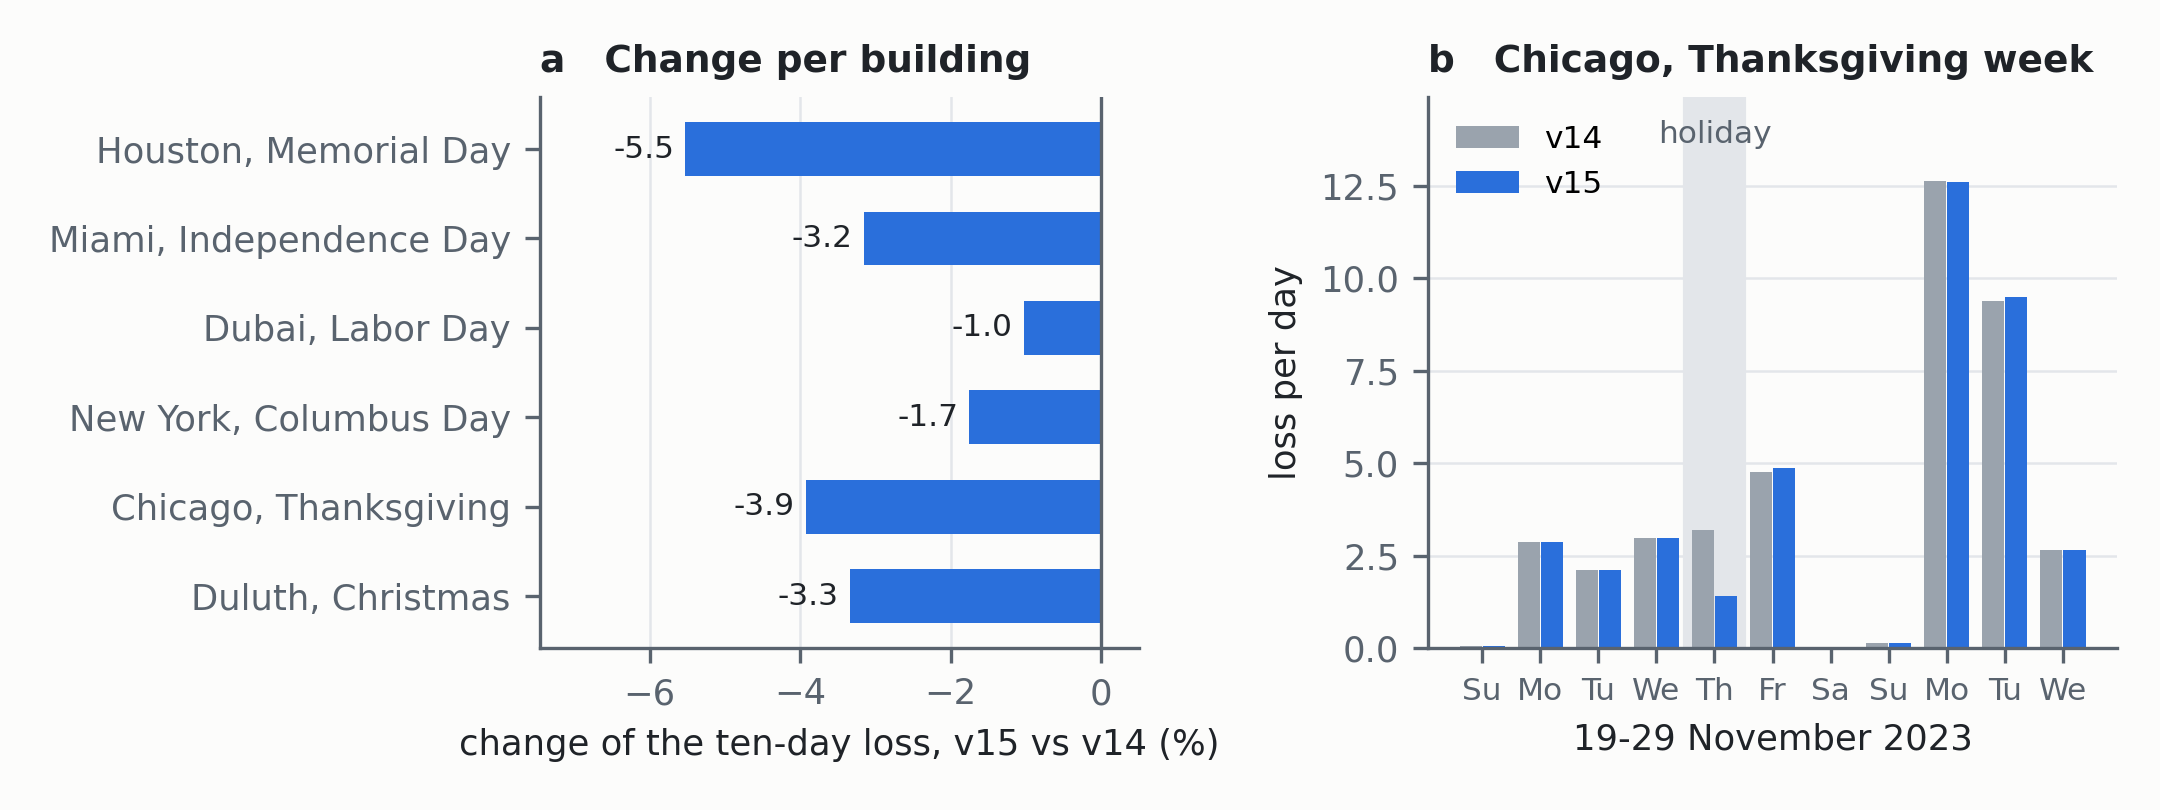 a Change per building
Houston, Memorial Day
-5.5
Miami, Independence Day
-3.2
Dubai, Labor Day
-1.0
New York, Columbus Day
-1.7
Chicago, Thanksgiving
-3.9
Duluth, Christmas
-3.3
−6 −4 −2 0
change of the ten-day loss, v15 vs v14 (%)
b Chicago, Thanksgiving week
v14
v15
holiday
loss per day
12.5
10.0
7.5
5.0
2.5
0.0
Su Mo Tu We Th Fr Sa Su Mo Tu We
19-29 November 2023